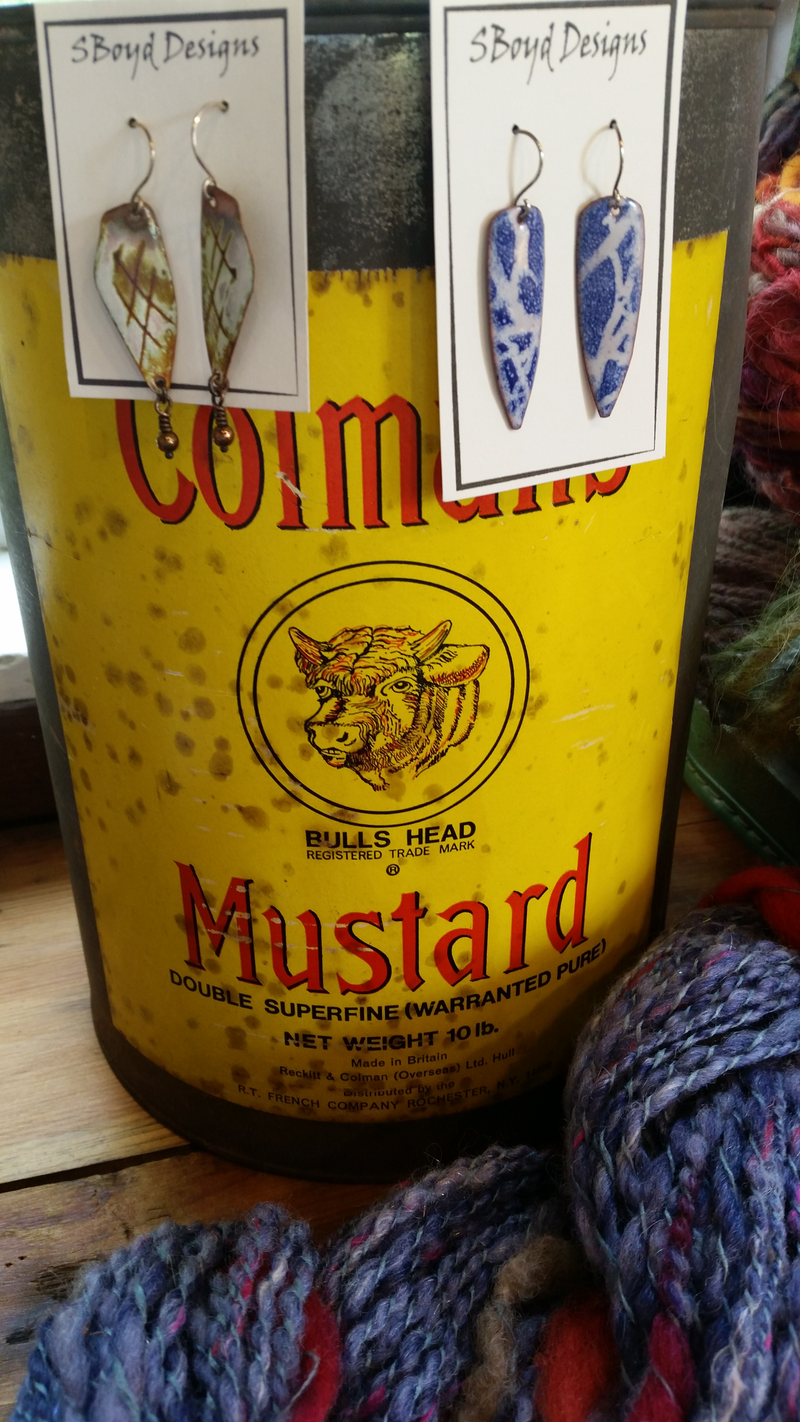 SBoyd Designs
SBoyd Designs
Colman's
BULLS HEAD
REGISTERED TRADE MARK
®
Mustard
DOUBLE SUPERFINE (WARRANTED PURE)
NET WEIGHT 10 lb.
Made in Britain
Reckitt & Colman (Overseas) Ltd. Hull
Distributed by the
R.T. FRENCH COMPANY ROCHESTER, N.Y.